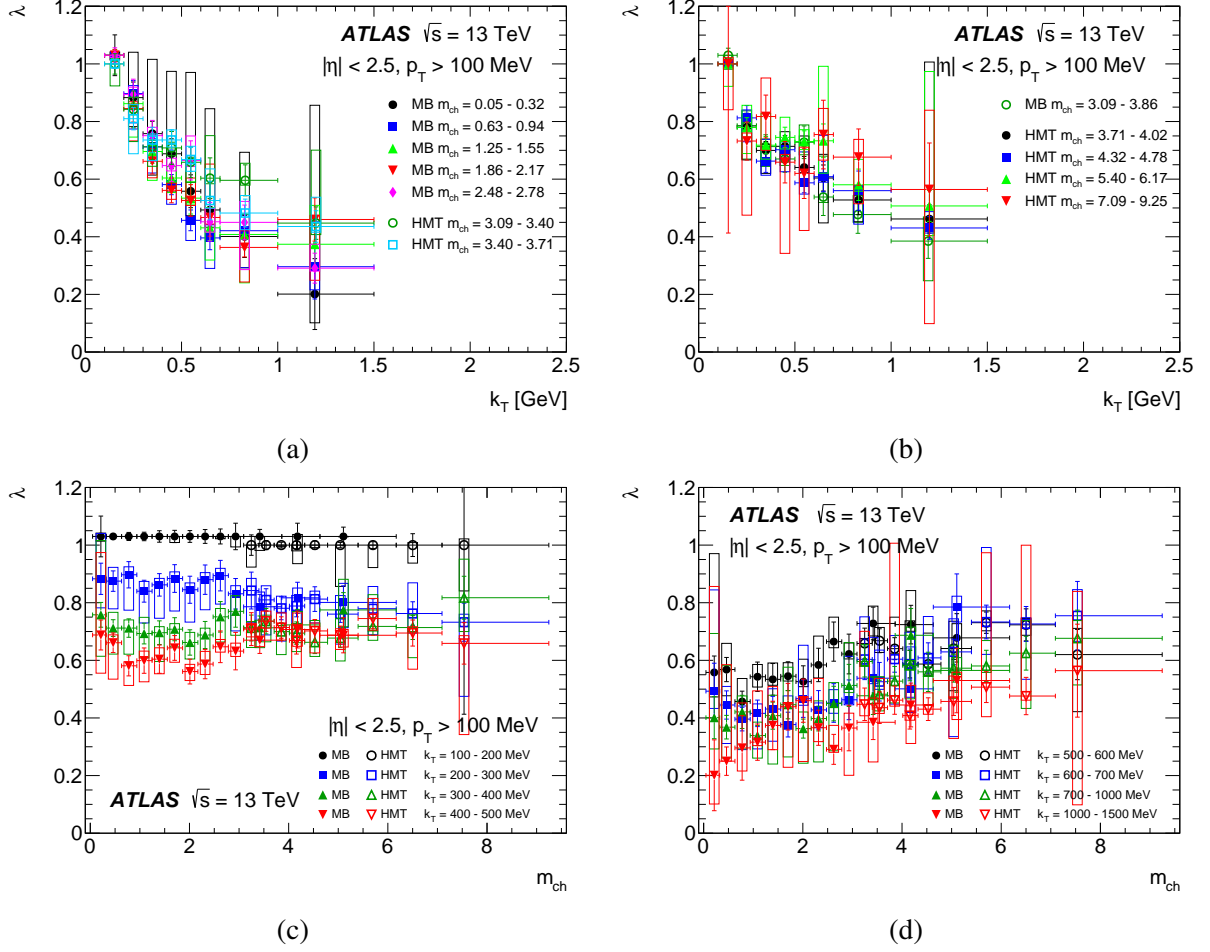 λ
1.2
1
0.8
0.6
0.4
0.2
0
0.5
1
1.5
2
2.5
k_T [GeV]
ATLAS √s = 13 TeV
|η| < 2.5, p_T > 100 MeV
MB m_ch = 0.05 - 0.32
MB m_ch = 0.63 - 0.94
MB m_ch = 1.25 - 1.55
MB m_ch = 1.86 - 2.17
MB m_ch = 2.48 - 2.78
HMT m_ch = 3.09 - 3.40
HMT m_ch = 3.40 - 3.71
(a)
λ
1.2
1
0.8
0.6
0.4
0.2
0
0.5
1
1.5
2
2.5
k_T [GeV]
ATLAS √s = 13 TeV
|η| < 2.5, p_T > 100 MeV
MB m_ch = 3.09 - 3.86
HMT m_ch = 3.71 - 4.02
HMT m_ch = 4.32 - 4.78
HMT m_ch = 5.40 - 6.17
HMT m_ch = 7.09 - 9.25
(b)
λ
1.2
1
0.8
0.6
0.4
0.2
0
0
2
4
6
8
m_ch
|η| < 2.5, p_T > 100 MeV
MB HMT k_T = 100 - 200 MeV
MB HMT k_T = 200 - 300 MeV
MB HMT k_T = 300 - 400 MeV
MB HMT k_T = 400 - 500 MeV
ATLAS √s = 13 TeV
(c)
λ
1.2
1
0.8
0.6
0.4
0.2
0
0
2
4
6
8
m_ch
ATLAS √s = 13 TeV
|η| < 2.5, p_T > 100 MeV
MB HMT k_T = 500 - 600 MeV
MB HMT k_T = 600 - 700 MeV
MB HMT k_T = 700 - 1000 MeV
MB HMT k_T = 1000 - 1500 MeV
(d)